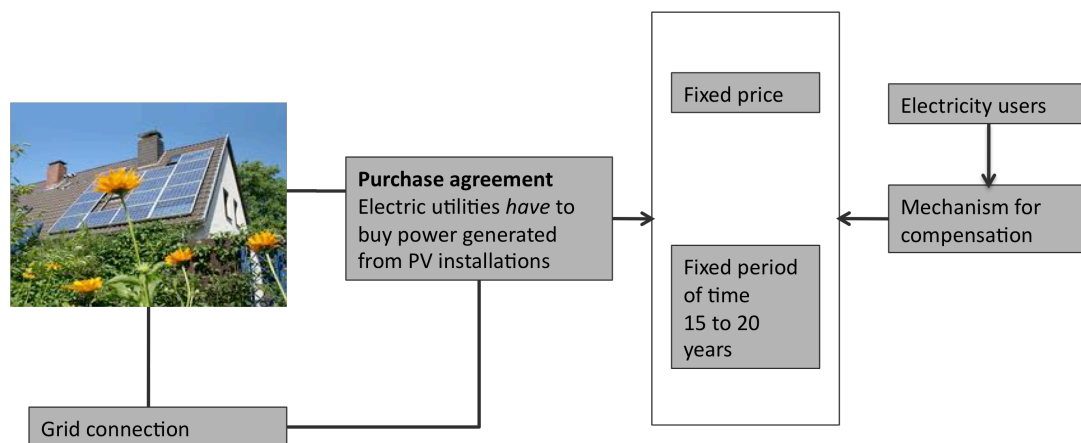 Purchase agreement
Electric utilities have to
buy power generated
from PV installations
Grid connection
Fixed price
Fixed period
of time
15 to 20
years
Electricity users
Mechanism for
compensation